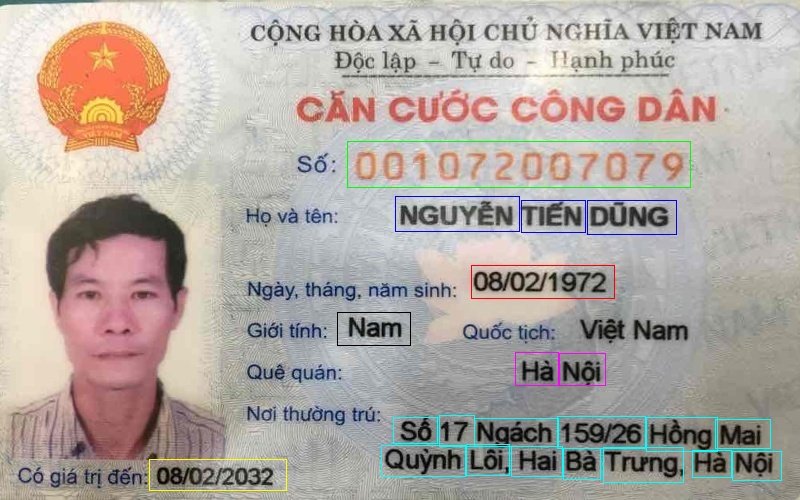 CỘNG HÒA XÃ HỘI CHỦ NGHĨA VIỆT NAM
Độc lập - Tự do - Hạnh phúc
CĂN CƯỚC CÔNG DÂN
Số: 001072007079
Họ và tên: NGUYỄN TIẾN DŨNG
Ngày, tháng, năm sinh: 08/02/1972
Giới tính: Nam Quốc tịch: Việt Nam
Quê quán: Hà Nội
Nơi thường trú: Số 17 Ngách 159/26 Hồng Mai
Quỳnh Lôi, Hai Bà Trưng, Hà Nội
Có giá trị đến: 08/02/2032